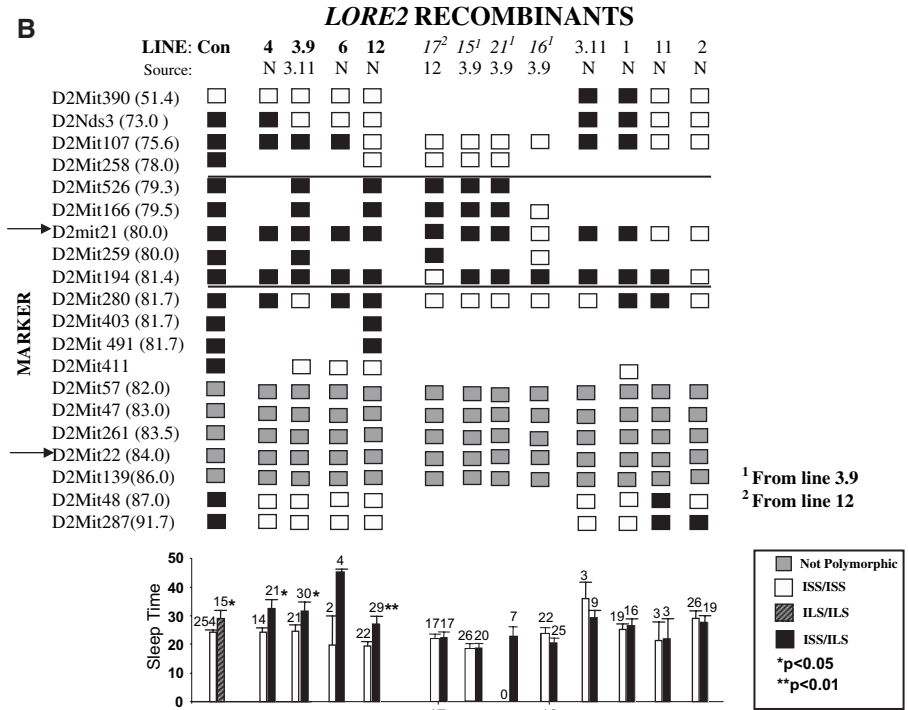 B
LORE2 RECOMBINANTS
LINE: Con 4 3.9 6 12 17² 15¹ 21¹ 16¹ 3.11 1 11 2
Source: N 3.11 N N 12 3.9 3.9 3.9 N N N N
MARKER
D2Mit390 (51.4)
D2Nds3 (73.0 )
D2Mit107 (75.6)
D2Mit258 (78.0)
D2Mit526 (79.3)
D2Mit166 (79.5)
D2mit21 (80.0)
D2Mit259 (80.0)
D2Mit194 (81.4)
D2Mit280 (81.7)
D2Mit403 (81.7)
D2Mit 491 (81.7)
D2Mit411
D2Mit57 (82.0)
D2Mit47 (83.0)
D2Mit261 (83.5)
D2Mit22 (84.0)
D2Mit139(86.0)
D2Mit48 (87.0)
D2Mit287(91.7)
¹ From line 3.9
² From line 12
Sleep Time
50
40
30
20
10
0
254 15* 14 21* 21 30* 2 4 22 29** 17 17 26 20 0 7 22 25 3 9 19 16 3 3 26 19
Not Polymorphic
ISS/ISS
ILS/ILS
ISS/ILS
*p<0.05
**p<0.01